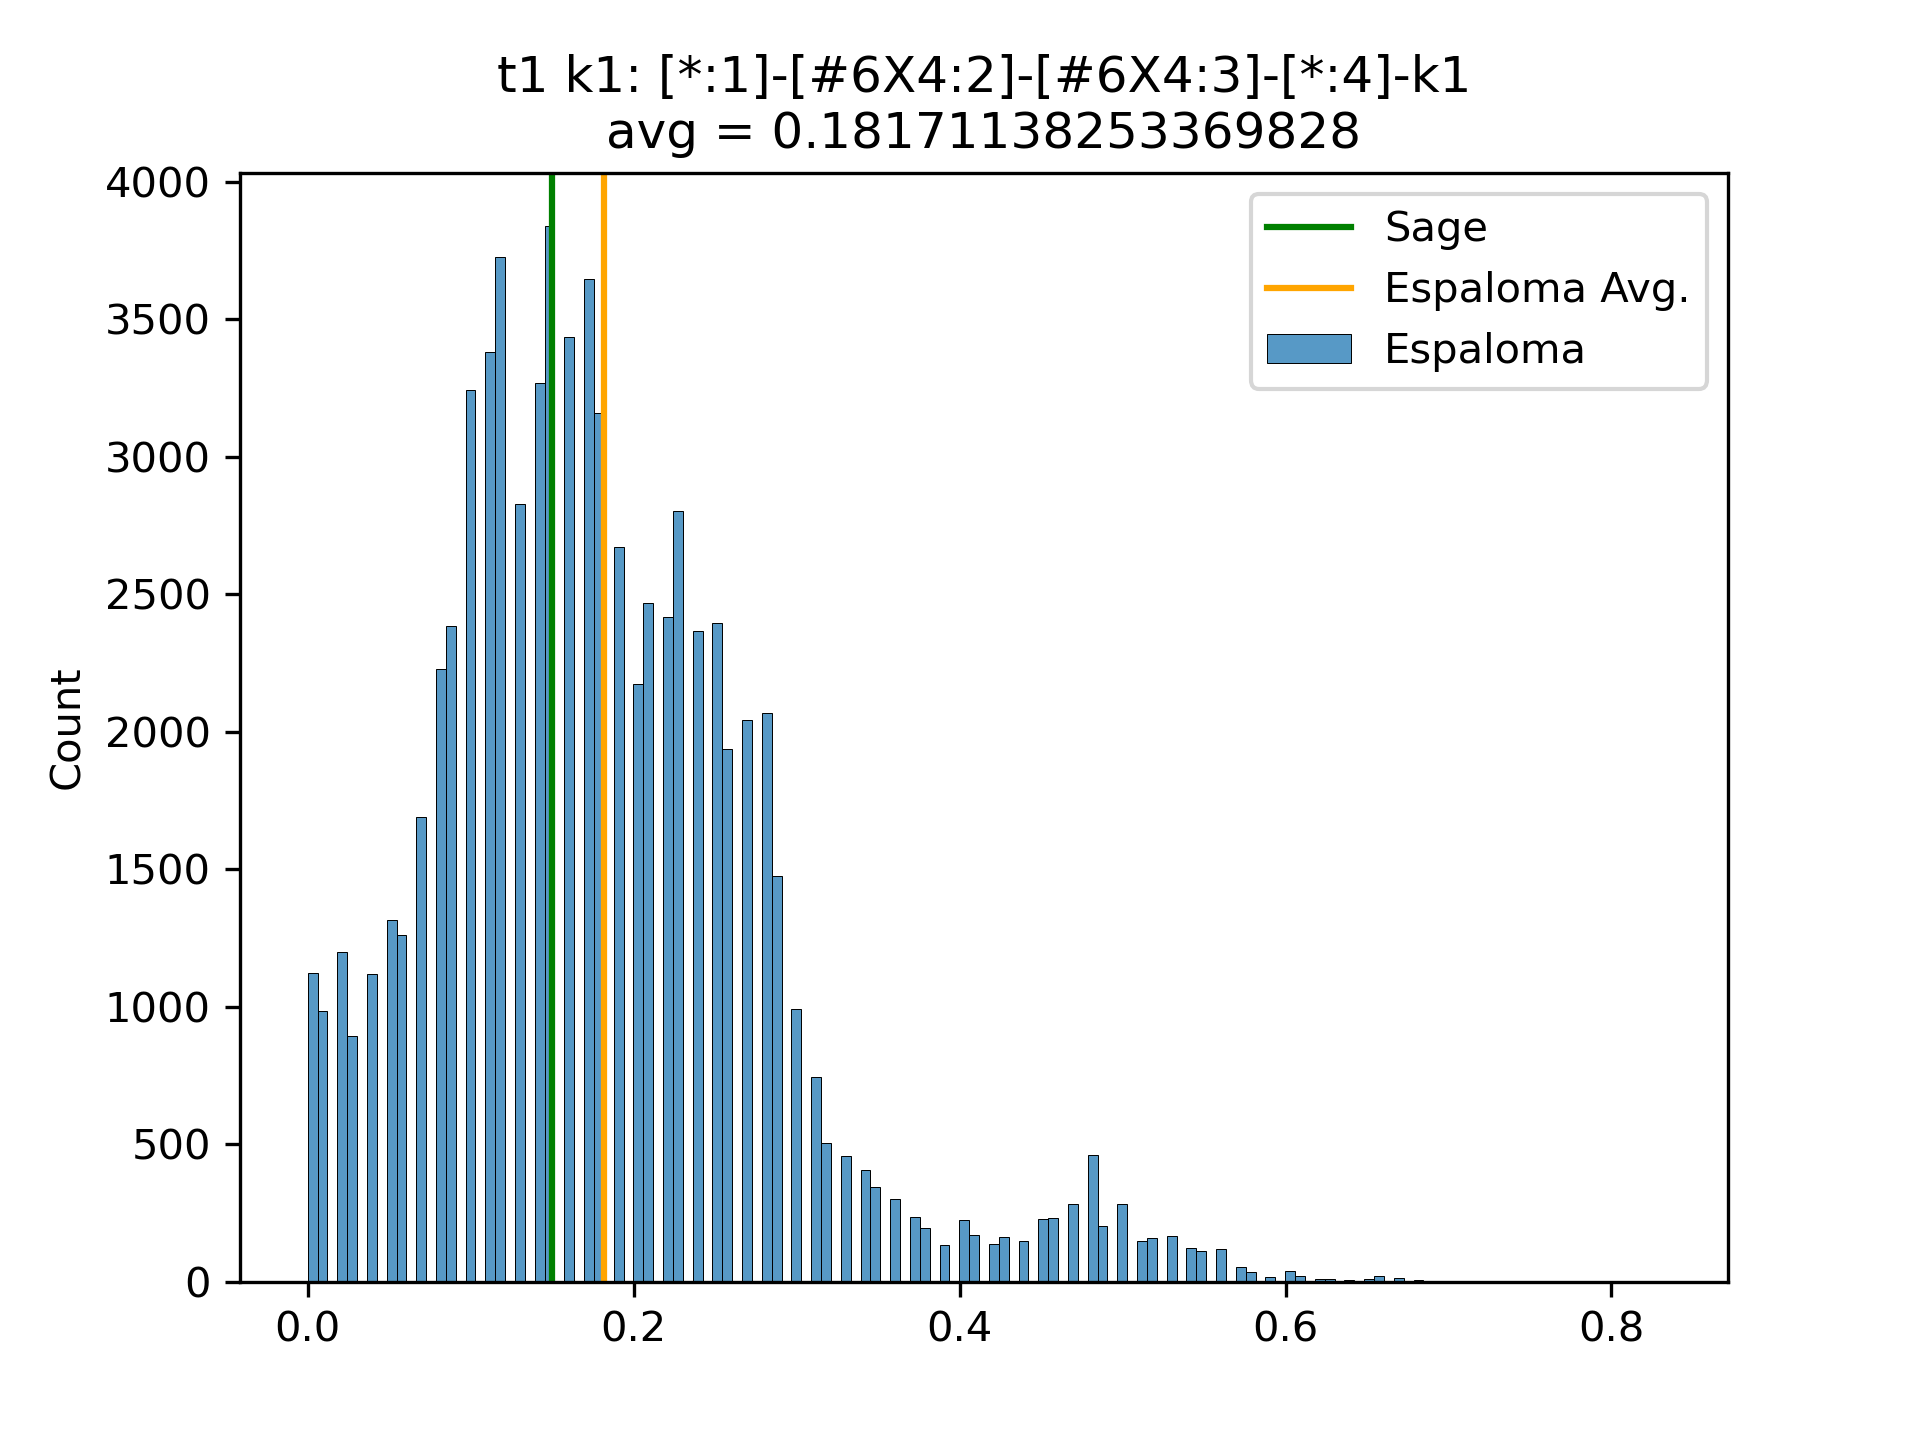 t1 k1: [*:1]-[#6X4:2]-[#6X4:3]-[*:4]-k1
avg = 0.18171138253369828
Sage
Espaloma Avg.
Espaloma
Count
4000
3500
3000
2500
2000
1500
1000
500
0
0.0 0.2 0.4 0.6 0.8